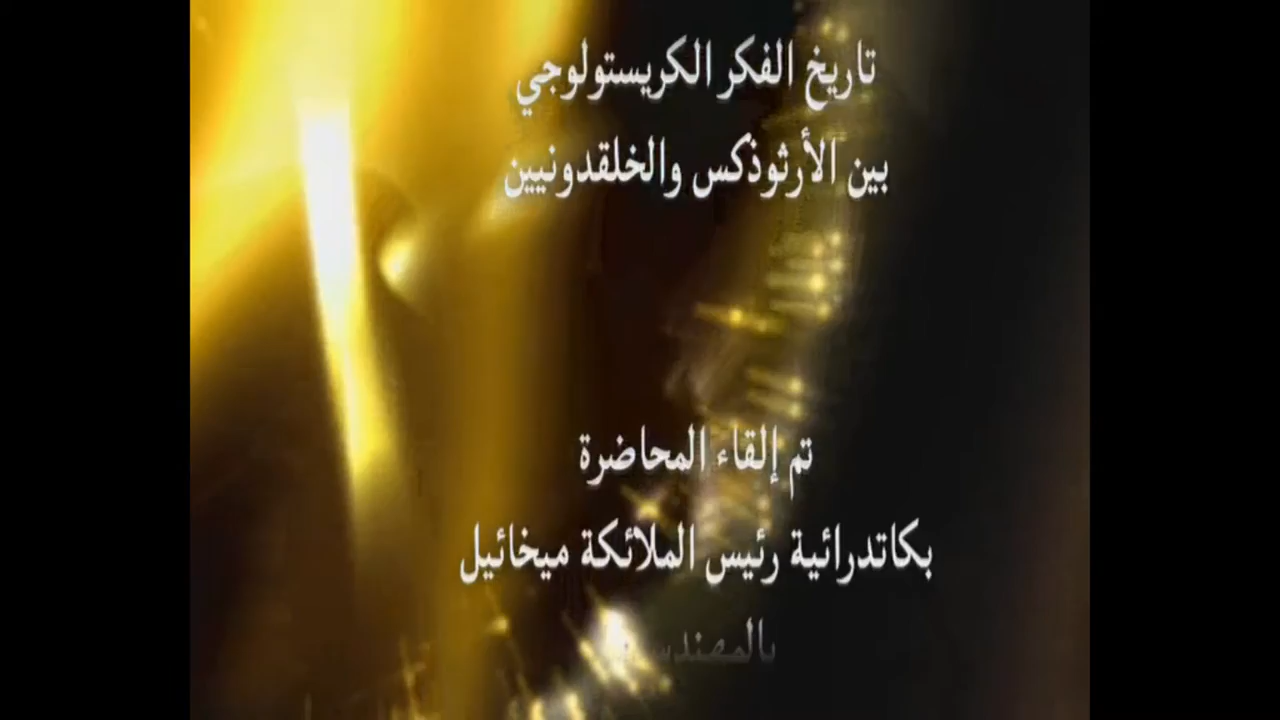 تاريخ الفكر الكريستولوجي
بين الأرثوذكس والخلقدونيين
تم إلقاء المحاضرة
بكاتدرائية رئيس الملائكة ميخائيل